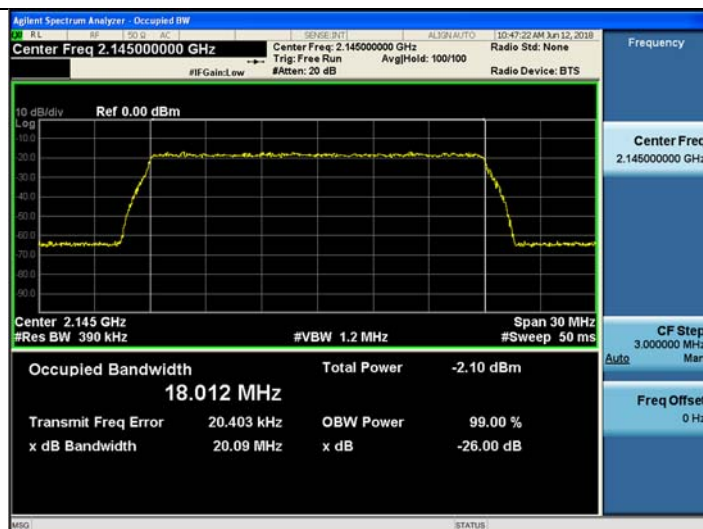 Agilent Spectrum Analyzer - Occupied BW
RL RF 50 Ω AC SENSE:INT ALIGN AUTO 10:47:22 AM Jun 12, 2018
Center Freq 2.145000000 GHz
Center Freq: 2.145000000 GHz
Radio Std: None
Trig: Free Run Avg|Hold: 100/100
#IFGain:Low
#Atten: 20 dB
Radio Device: BTS
10 dB/div Ref 0.00 dBm
Log
-10.0
-20.0
-30.0
-40.0
-50.0
-60.0
-70.0
-80.0
-90.0
Center 2.145 GHz Span 30 MHz
#Res BW 390 kHz #VBW 1.2 MHz #Sweep 50 ms
Occupied Bandwidth Total Power -2.10 dBm
18.012 MHz
Transmit Freq Error 20.403 kHz OBW Power 99.00 %
x dB Bandwidth 20.09 MHz x dB -26.00 dB
Frequency
Center Freq
2.145000000 GHz
CF Step
3.000000 MHz
Auto Man
Freq Offset
0 Hz
MSG STATUS